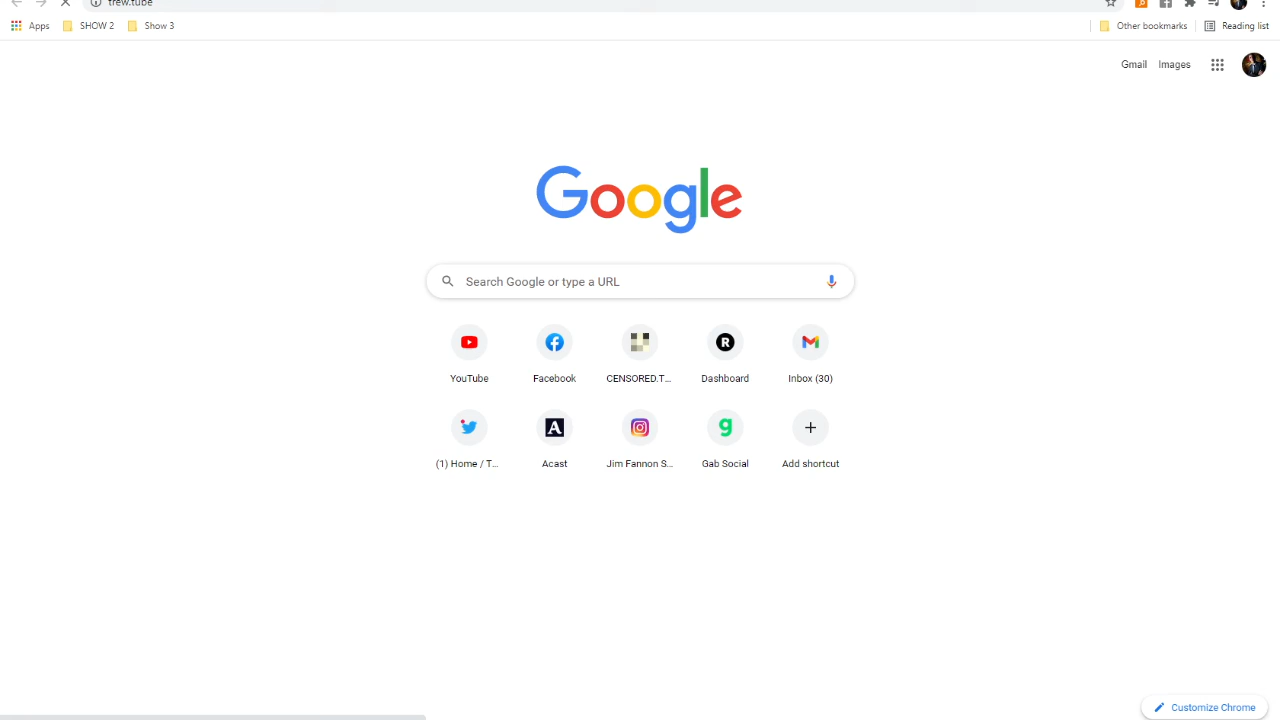 trew.tube
Apps SHOW 2 Show 3 Other bookmarks Reading list
Gmail Images
Google
Search Google or type a URL
YouTube Facebook CENSORED.T... Dashboard Inbox (30)
(1) Home / T... Acast Jim Fannon S... Gab Social Add shortcut
Customize Chrome